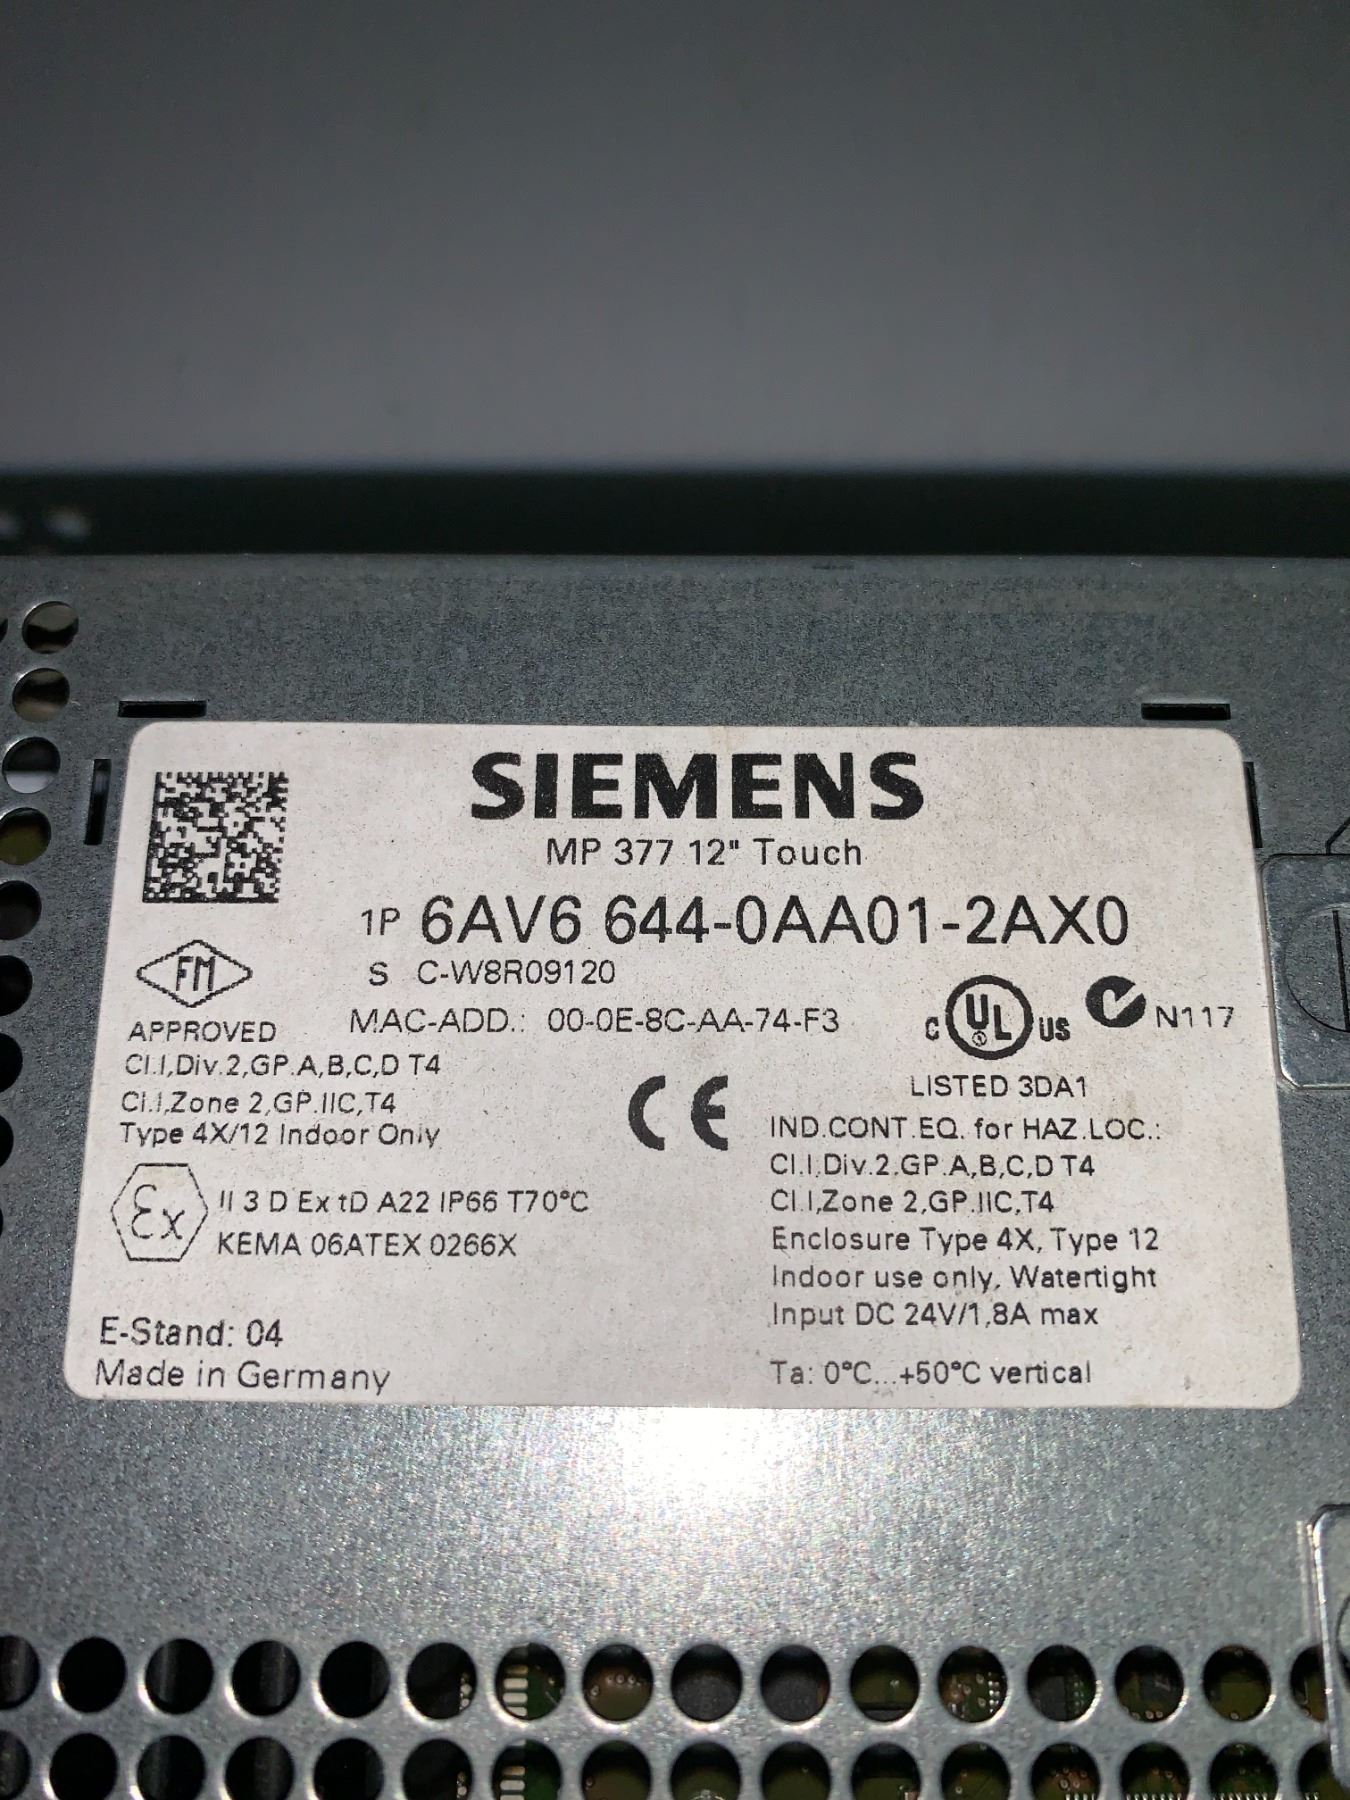 SIEMENS
MP 377 12" Touch
1P 6AV6 644-0AA01-2AX0
S C-W8R09120
MAC-ADD.: 00-0E-8C-AA-74-F3
FM
APPROVED
Cl.I,Div.2,GP.A,B,C,D T4
Cl.I,Zone 2,GP.IIC,T4
Type 4X/12 Indoor Only
C UL US
N117
LISTED 3DA1
CE
IND.CONT.EQ. for HAZ.LOC.:
Cl.I,Div.2,GP.A,B,C,D T4
Cl.I,Zone 2,GP.IIC,T4
Enclosure Type 4X, Type 12
Indoor use only, Watertight
Input DC 24V/1,8A max
Ta: 0°C...+50°C vertical
Ex II 3 D Ex tD A22 IP66 T70°C
KEMA 06ATEX 0266X
E-Stand: 04
Made in Germany